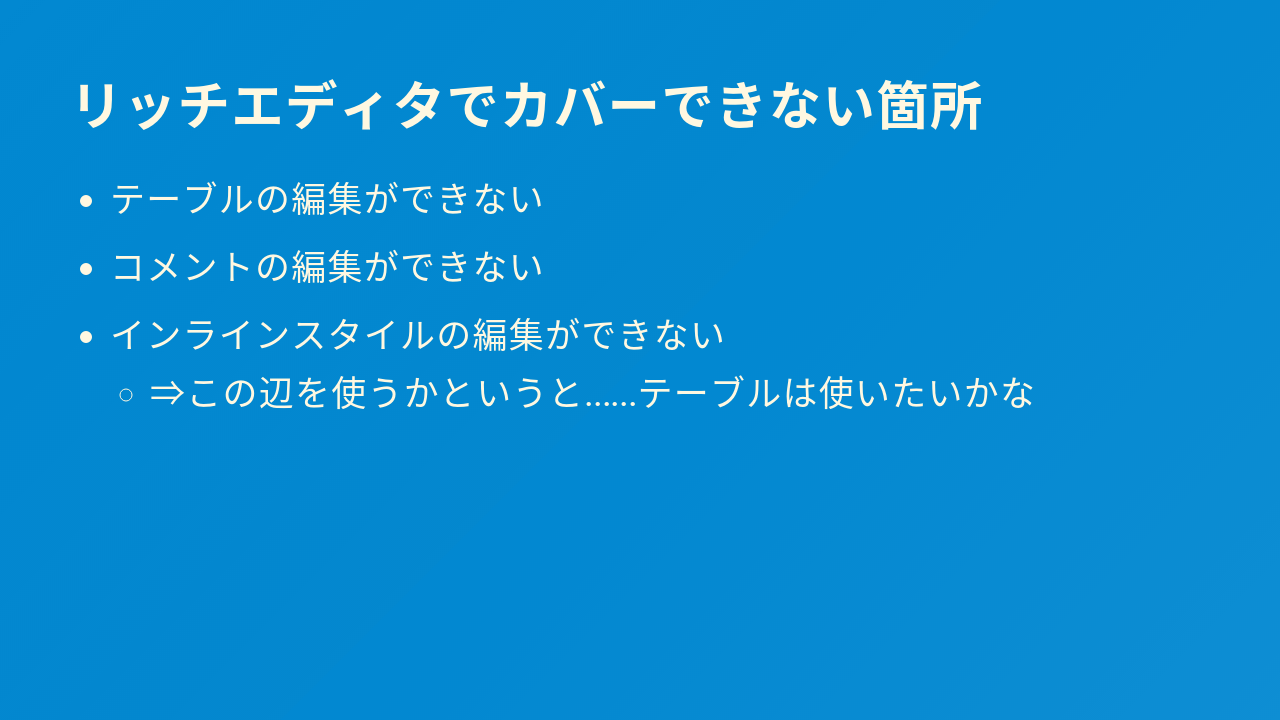 リッチエディタでカバーできない箇所
テーブルの編集ができない
コメントの編集ができない
インラインスタイルの編集ができない
⇒この辺を使うかというと……テーブルは使いたいかな